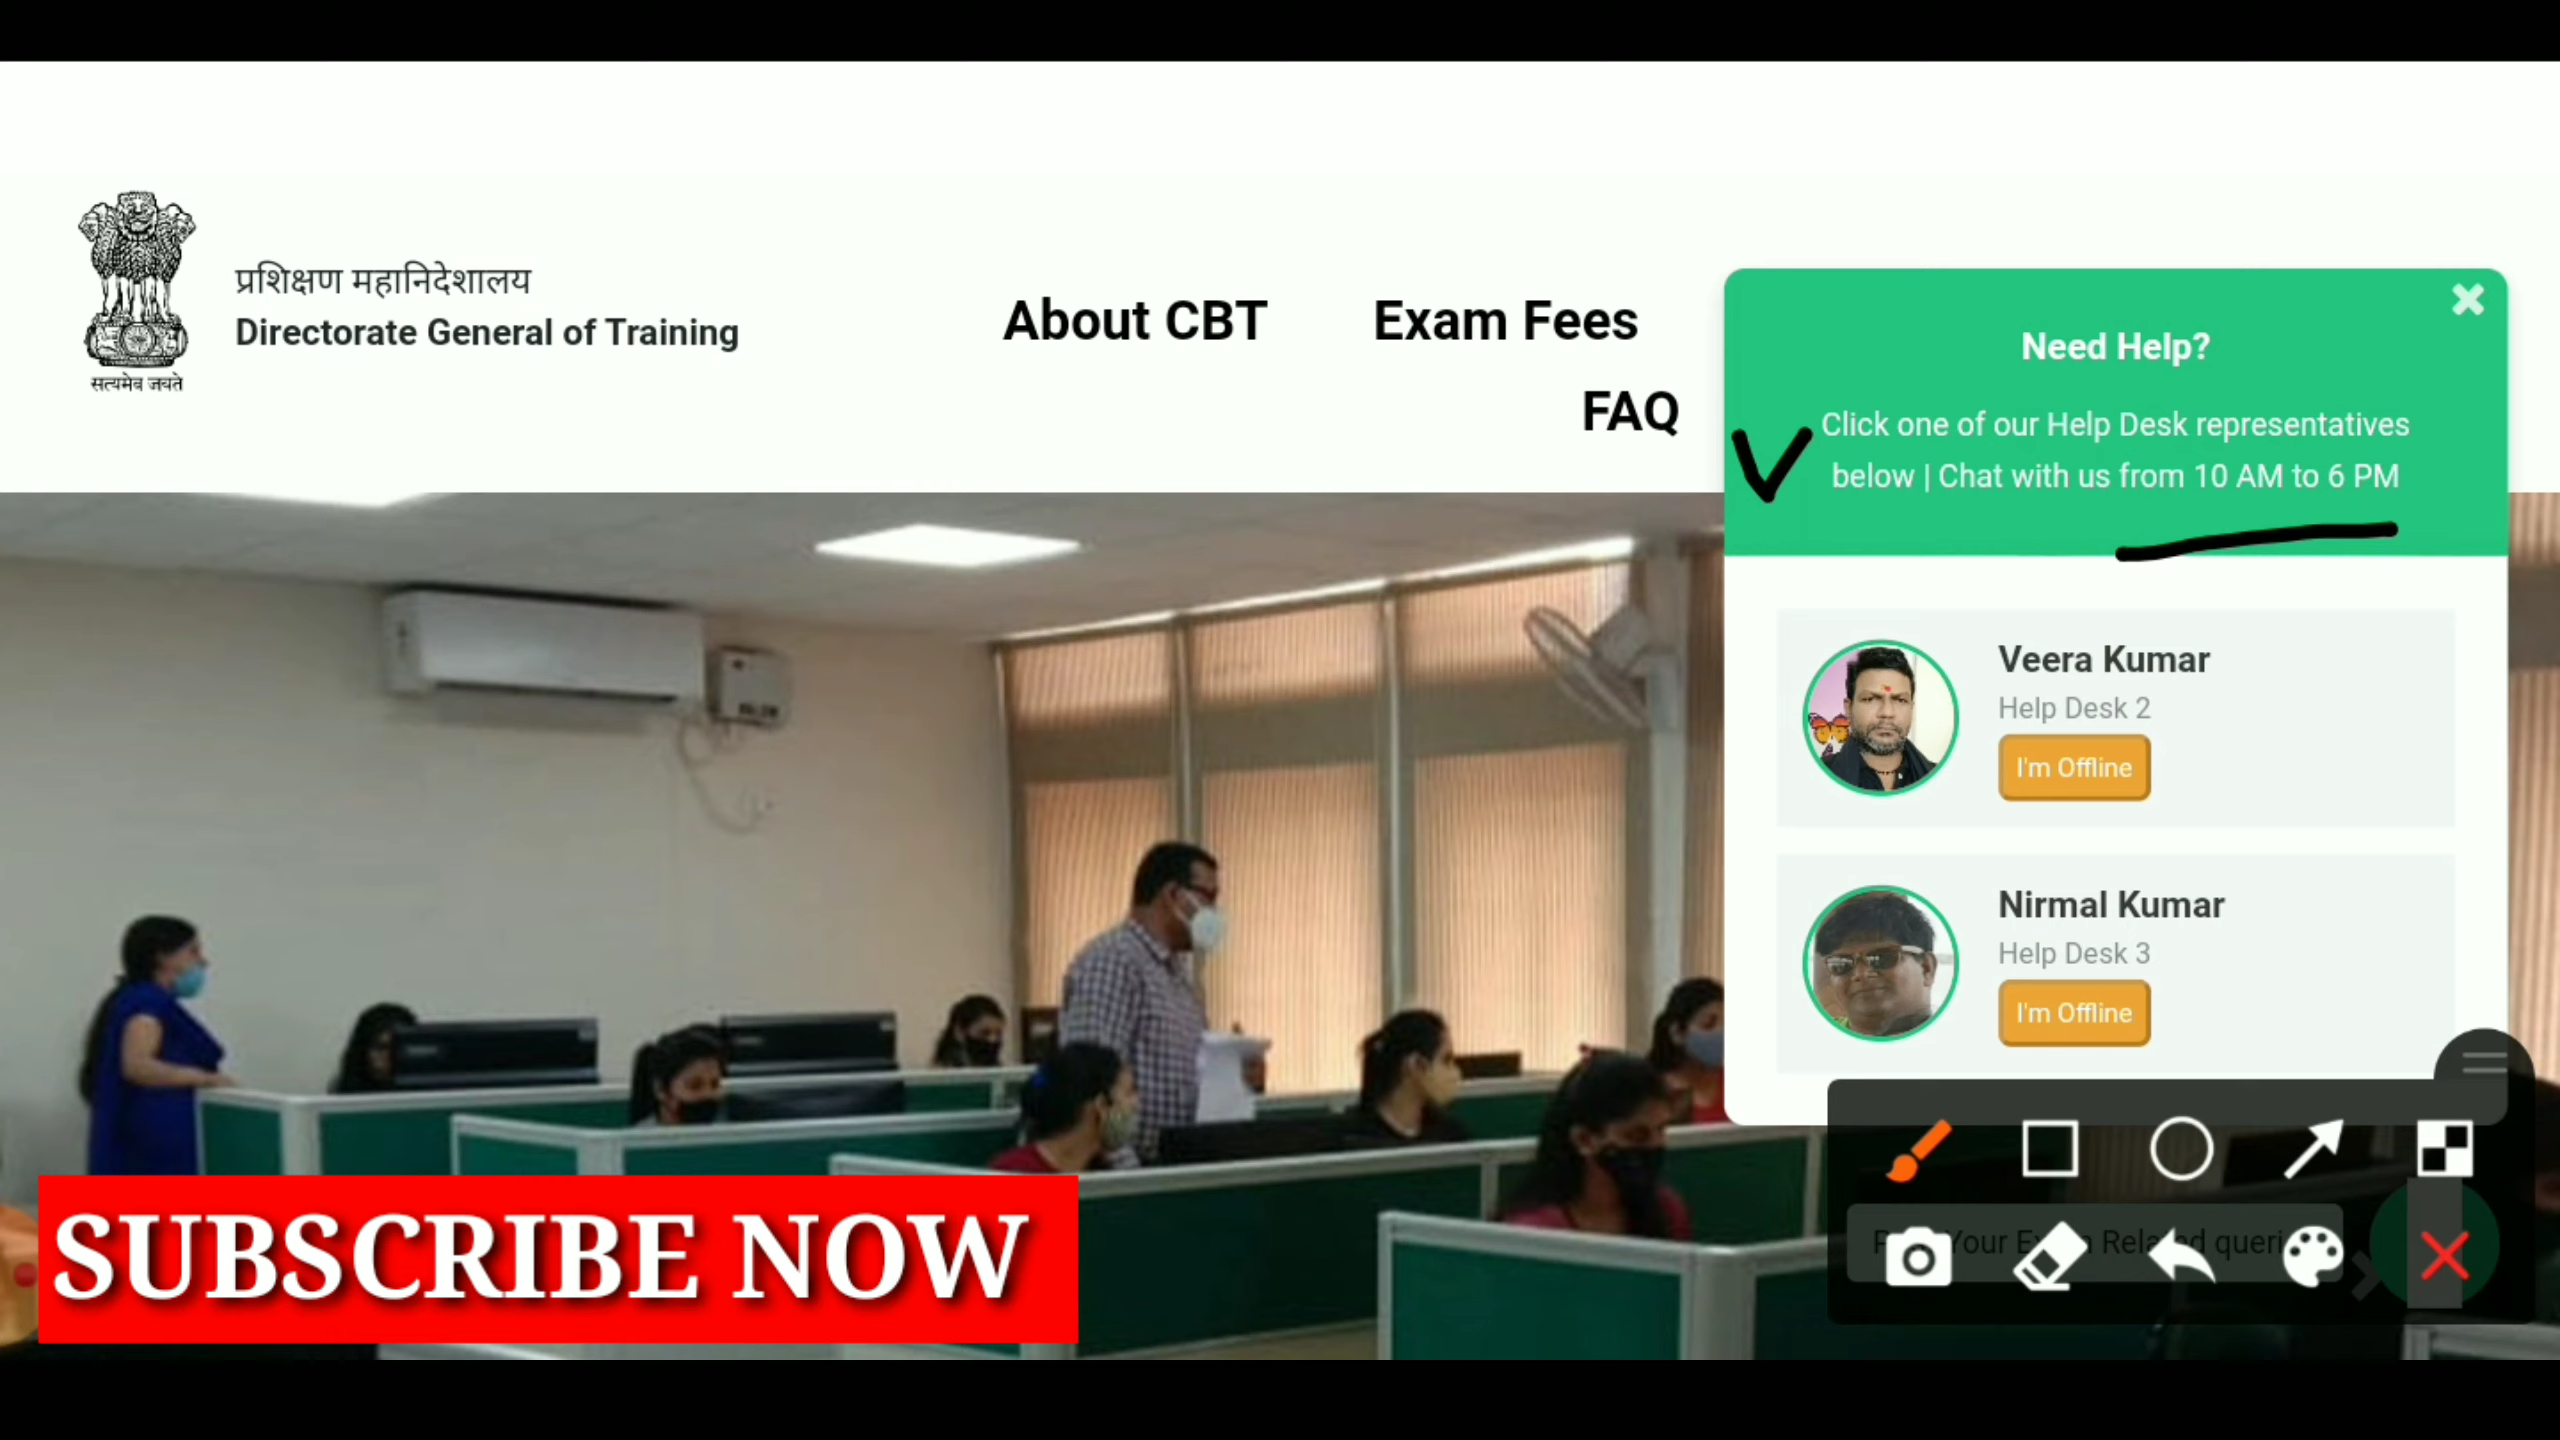 प्रशिक्षण महानिदेशालय
Directorate General of Training
सत्यमेव जयते
About CBT
Exam Fees
FAQ
Need Help?
Click one of our Help Desk representatives
below | Chat with us from 10 AM to 6 PM
Veera Kumar
Help Desk 2
I'm Offline
Nirmal Kumar
Help Desk 3
I'm Offline
Your Related
SUBSCRIBE NOW